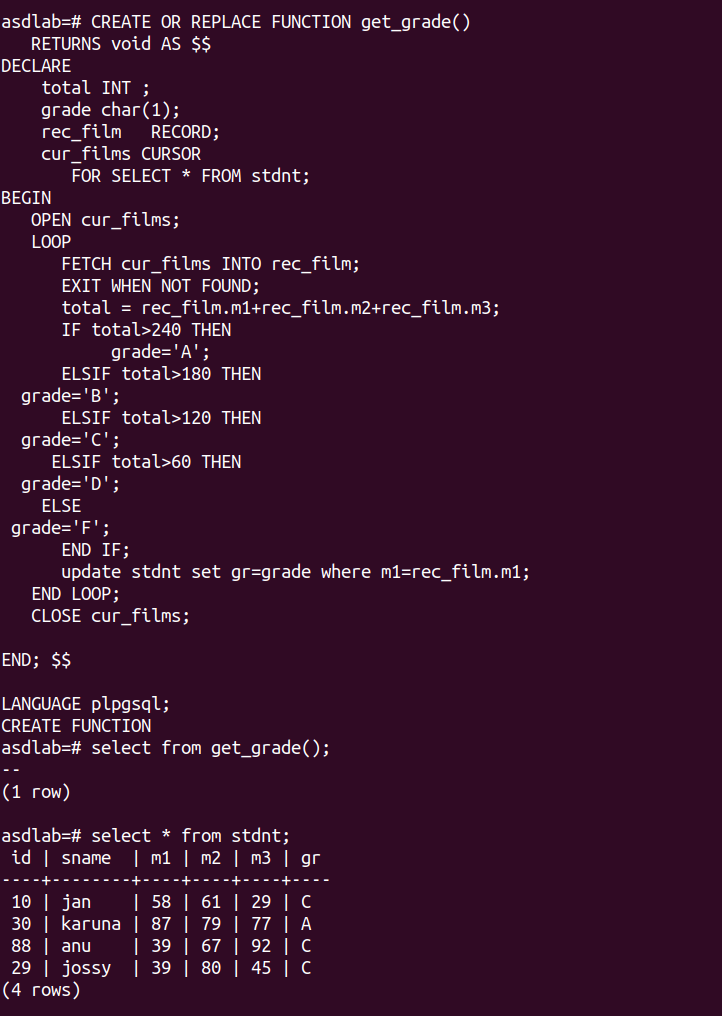 asdlab=# CREATE OR REPLACE FUNCTION get_grade()
   RETURNS void AS $$
DECLARE
    total INT ;
    grade char(1);
    rec_film   RECORD;
    cur_films CURSOR
       FOR SELECT * FROM stdnt;
BEGIN
   OPEN cur_films;
   LOOP
      FETCH cur_films INTO rec_film;
      EXIT WHEN NOT FOUND;
      total = rec_film.m1+rec_film.m2+rec_film.m3;
      IF total>240 THEN
           grade='A';
      ELSIF total>180 THEN
  grade='B';
      ELSIF total>120 THEN
  grade='C';
     ELSIF total>60 THEN
  grade='D';
    ELSE
 grade='F';
      END IF;
      update stdnt set gr=grade where m1=rec_film.m1;
   END LOOP;
   CLOSE cur_films;

END; $$

LANGUAGE plpgsql;
CREATE FUNCTION
asdlab=# select from get_grade();
--
(1 row)

asdlab=# select * from stdnt;
 id | sname  | m1 | m2 | m3 | gr
----+--------+----+----+----+----
 10 | jan    | 58 | 61 | 29 | C
 30 | karuna | 87 | 79 | 77 | A
 88 | anu    | 39 | 67 | 92 | C
 29 | jossy  | 39 | 80 | 45 | C
(4 rows)